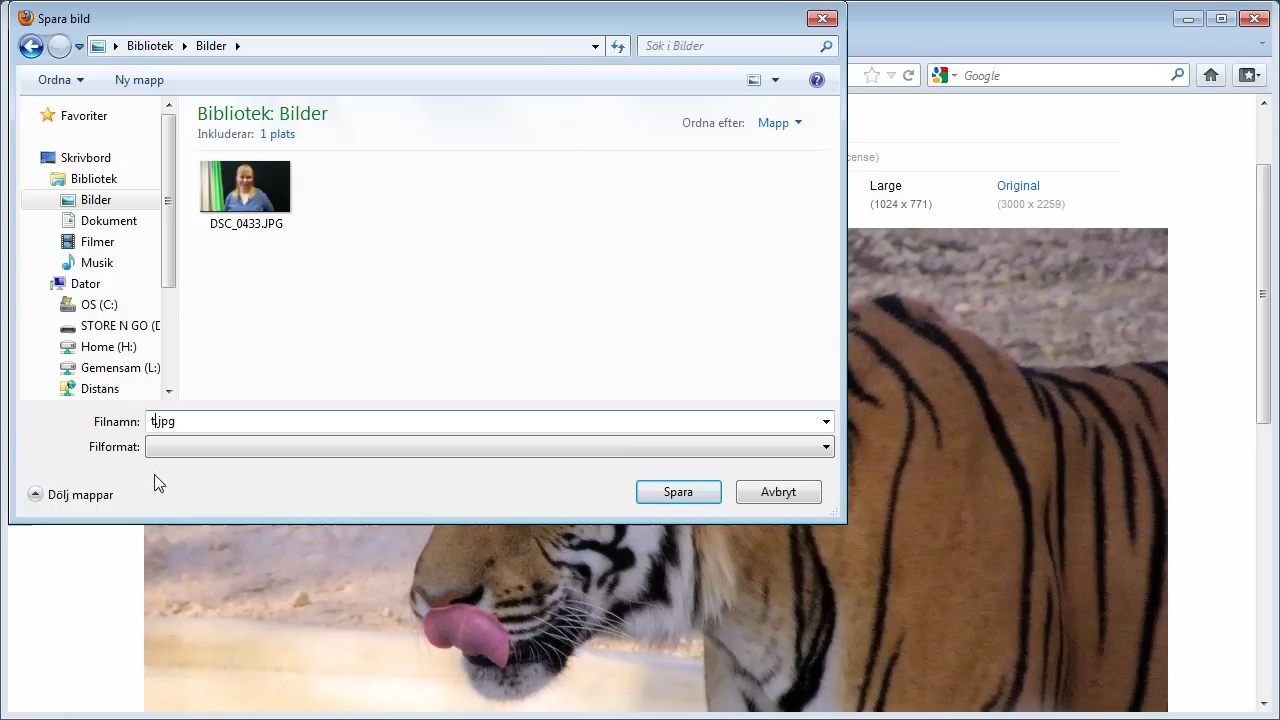 Spara bild
Bibliotek Bilder
Sök i Bilder
Google
Ordna Ny mapp
Favoriter
Skrivbord
Bibliotek
Bilder
Dokument
Filmer
Musik
Dator
OS (C:)
STORE N GO (D
Home (H:)
Gemensam (L:)
Distans
Bibliotek: Bilder
Inkluderar: 1 plats
Ordna efter: Mapp
DSC_0433.JPG
cense)
Large
(1024 x 771)
Original
(3000 x 2259)
Filnamn: t.jpg
Filformat:
Dölj mappar
Spara
Avbryt